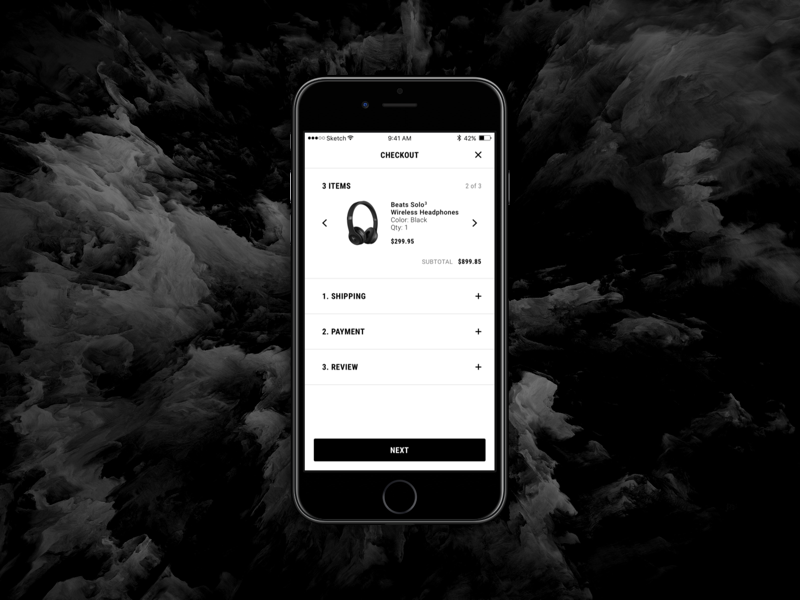 ●●●○○ Sketch 9:41 AM 42%
CHECKOUT
3 ITEMS 2 of 3
Beats Solo³
Wireless Headphones
Color: Black
Qty: 1
$299.95
SUBTOTAL $899.85
1. SHIPPING +
2. PAYMENT +
3. REVIEW +
NEXT